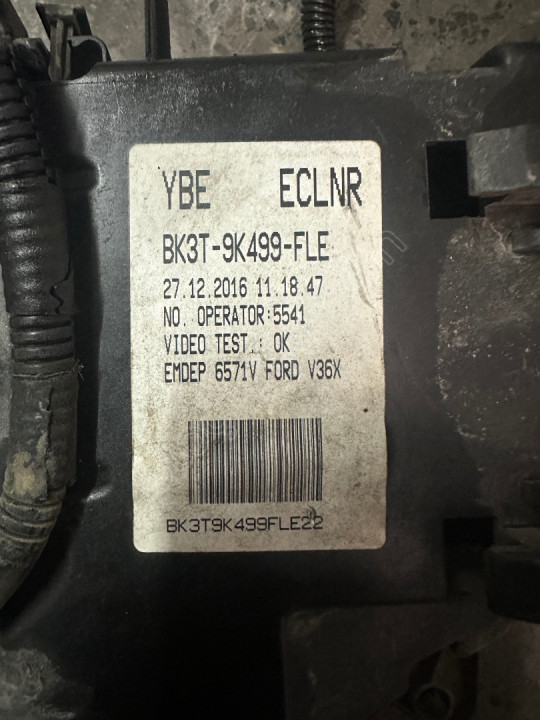 YBE ECLNR
BK3T-9K499-FLE
27.12.2016 11.18.47
NO. OPERATOR:5541
VIDEO TEST.: OK
EMDEP 6571V FORD V36X
BK3T9K499FLE22